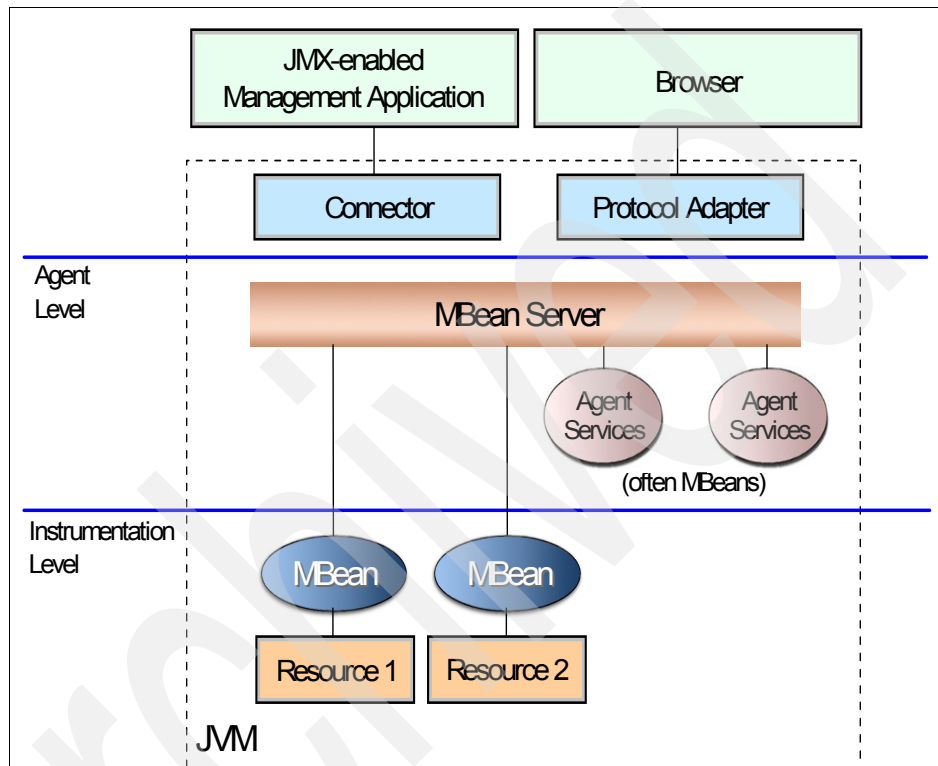 JMX-enabled
Management Application
Browser
Connector
Protocol Adapter
Agent
Level
MBean Server
Agent
Services
Agent
Services
(often MBeans)
Instrumentation
Level
MBean
MBean
Resource 1
Resource 2
JVM
rchived